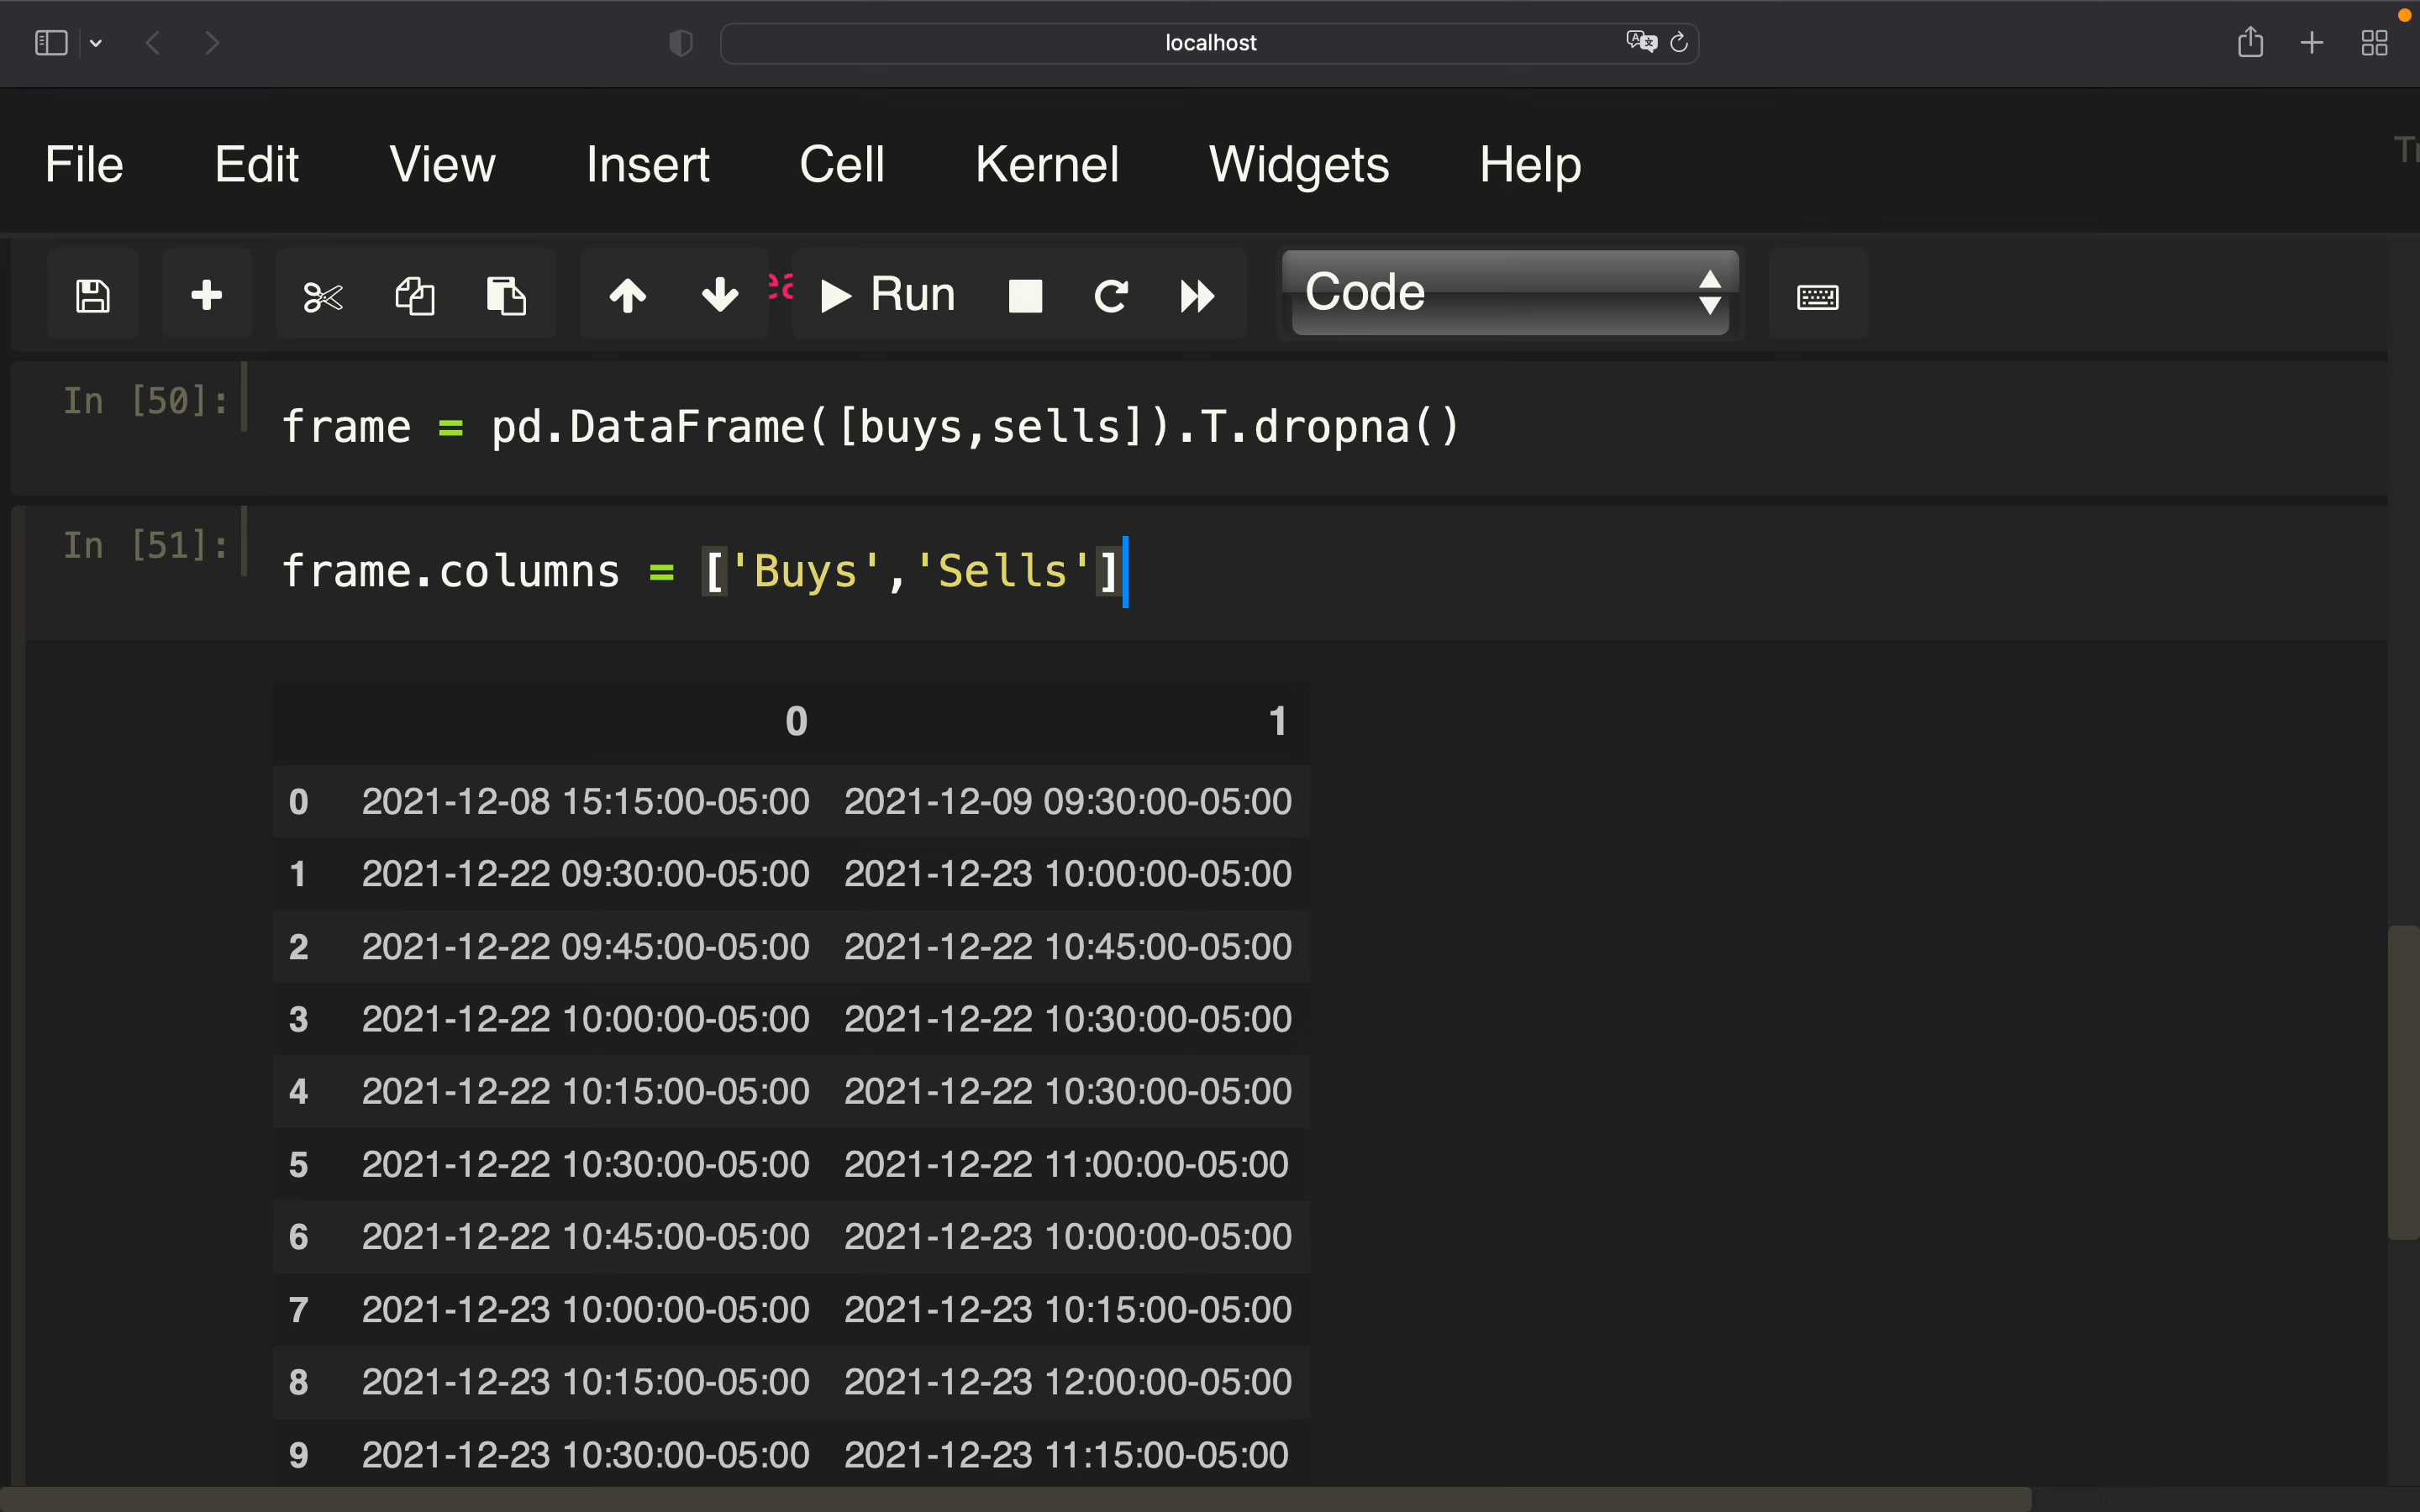 localhost
File Edit View Insert Cell Kernel Widgets Help
Run Code
In [50]: frame = pd.DataFrame([buys,sells]).T.dropna()
In [51]: frame.columns = ['Buys','Sells']
0 1
0 2021-12-08 15:15:00-05:00 2021-12-09 09:30:00-05:00
1 2021-12-22 09:30:00-05:00 2021-12-23 10:00:00-05:00
2 2021-12-22 09:45:00-05:00 2021-12-22 10:45:00-05:00
3 2021-12-22 10:00:00-05:00 2021-12-22 10:30:00-05:00
4 2021-12-22 10:15:00-05:00 2021-12-22 10:30:00-05:00
5 2021-12-22 10:30:00-05:00 2021-12-22 11:00:00-05:00
6 2021-12-22 10:45:00-05:00 2021-12-23 10:00:00-05:00
7 2021-12-23 10:00:00-05:00 2021-12-23 10:15:00-05:00
8 2021-12-23 10:15:00-05:00 2021-12-23 12:00:00-05:00
9 2021-12-23 10:30:00-05:00 2021-12-23 11:15:00-05:00